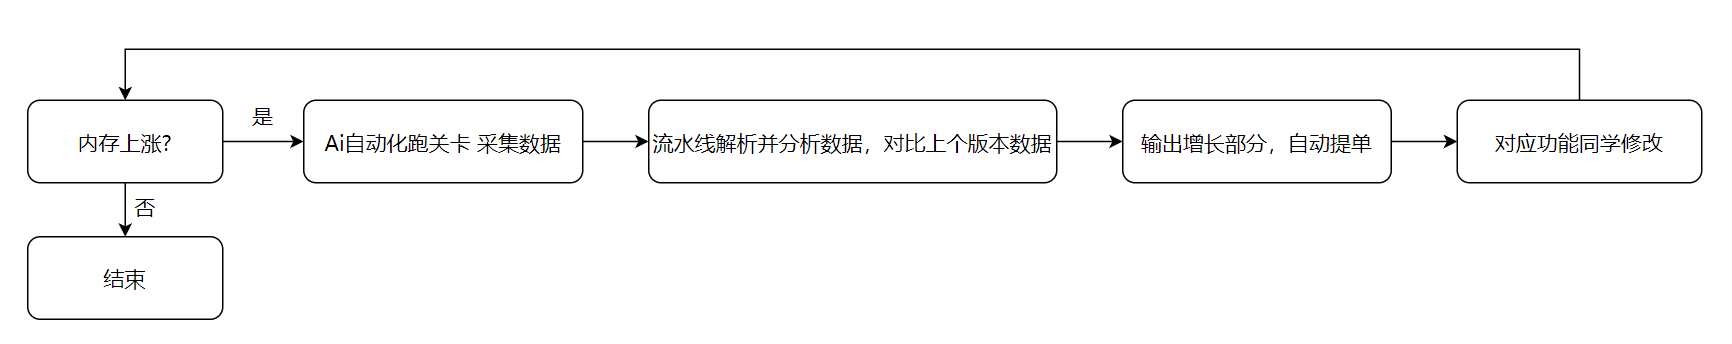 内存上涨?
是
Ai自动化跑关卡 采集数据
流水线解析并分析数据，对比上个版本数据
输出增长部分，自动提单
对应功能同学修改
否
结束